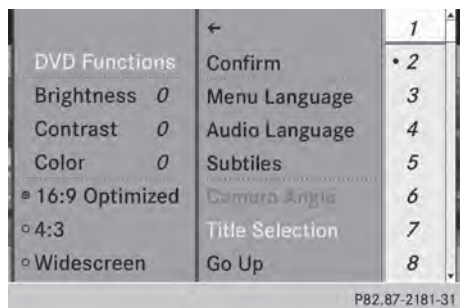 DVD Functions
Brightness 0
Contrast 0
Color 0
16:9 Optimized
4:3
Widescreen
←
Confirm
Menu Language
Audio Language
Subtiles
Camera Angle
Title Selection
Go Up
1
• 2
3
4
5
6
7
8
P82.87-2181-31